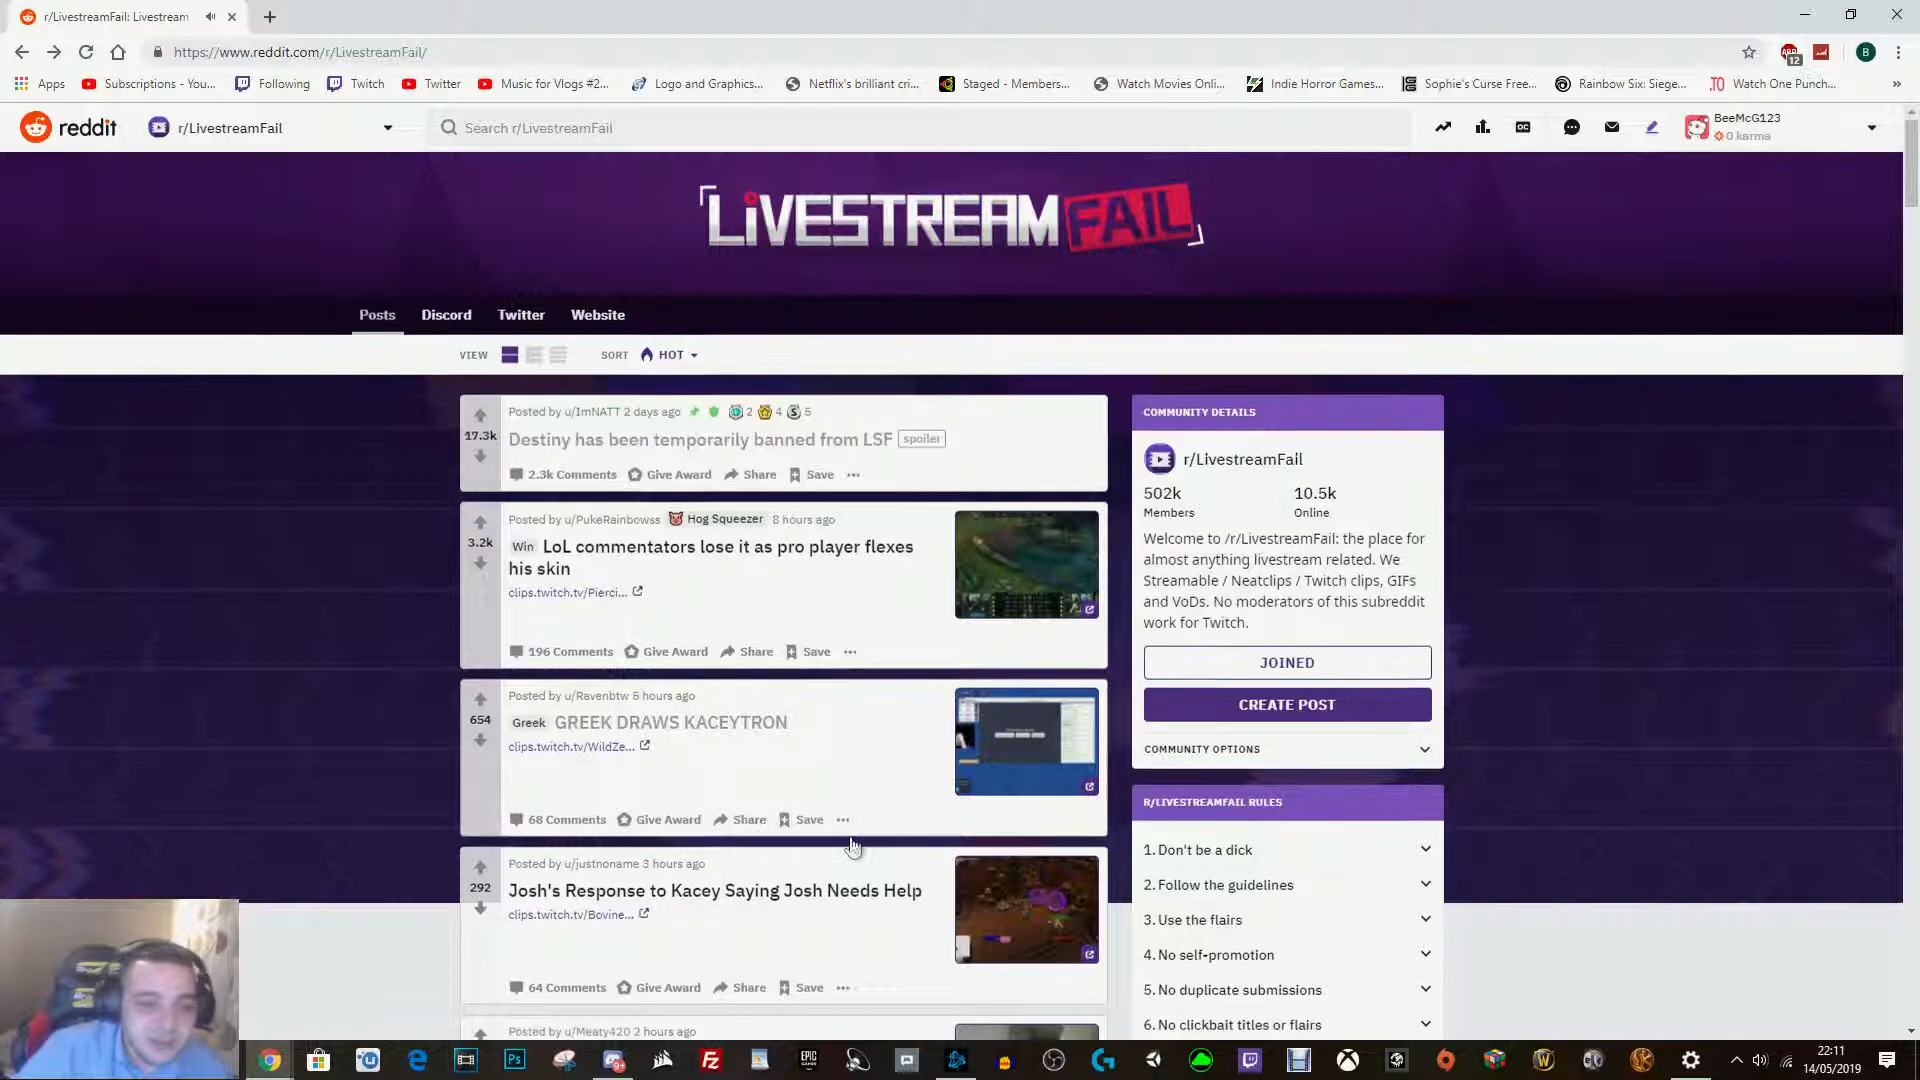 r/LivestreamFail: Livestream
https://www.reddit.com/r/LivestreamFail/
ABP
12
B
Apps
Subscriptions - You...
Following
Twitch
Twitter
Music for Vlogs #2...
Logo and Graphics...
Netflix's brilliant cri...
Staged - Members...
Watch Movies Onli...
Indie Horror Games...
Sophie's Curse Free...
Rainbow Six: Siege...
Watch One Punch...
»
reddit
r/LivestreamFail
Search r/LivestreamFail
OC
BeeMcG123
0 karma
LiVESTREAM FAIL
Posts Discord Twitter Website
VIEW SORT HOT
17.3k
Posted by u/ImNATT 2 days ago 2 4 5
Destiny has been temporarily banned from LSF spoiler
2.3k Comments Give Award Share Save ...
3.2k
Posted by u/PukeRainbowss Hog Squeezer 8 hours ago
Win LoL commentators lose it as pro player flexes
his skin
clips.twitch.tv/Pierci...
196 Comments Give Award Share Save ...
654
Posted by u/Ravenbtw 5 hours ago
Greek GREEK DRAWS KACEYTRON
clips.twitch.tv/WildZe...
68 Comments Give Award Share Save ...
292
Posted by u/justnoname 3 hours ago
Josh's Response to Kacey Saying Josh Needs Help
clips.twitch.tv/Bovine...
64 Comments Give Award Share Save ...
Posted by u/Meaty420 2 hours ago
COMMUNITY DETAILS
r/LivestreamFail
502k 10.5k
Members Online
Welcome to /r/LivestreamFail: the place for
almost anything livestream related. We
Streamable / Neatclips / Twitch clips, GIFs
and VoDs. No moderators of this subreddit
work for Twitch.
JOINED
CREATE POST
COMMUNITY OPTIONS
R/LIVESTREAMFAIL RULES
1. Don't be a dick
2. Follow the guidelines
3. Use the flairs
4. No self-promotion
5. No duplicate submissions
6. No clickbait titles or flairs
Ps
9+
EPIC
22:11
14/05/2019